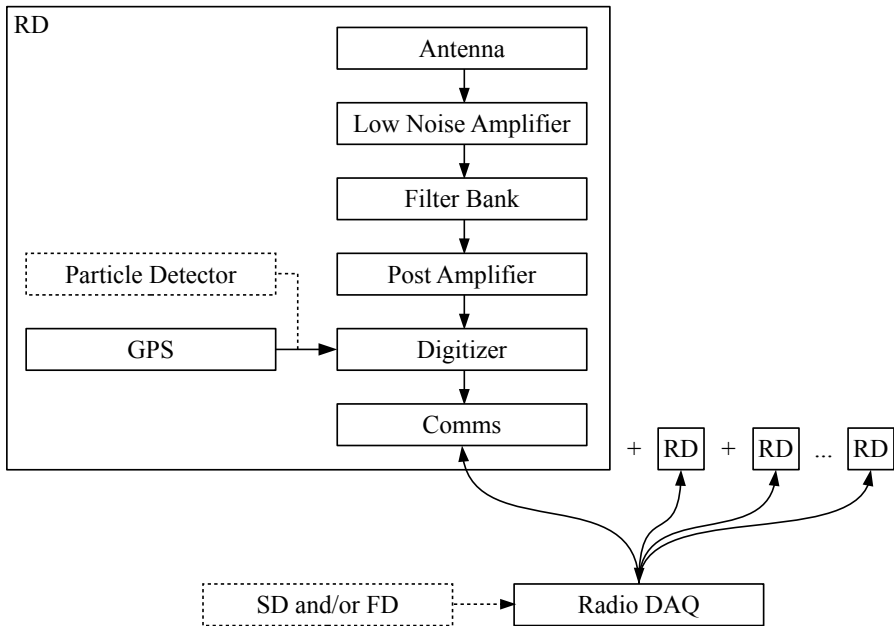 RD
Antenna
Low Noise Amplifier
Filter Bank
Particle Detector
Post Amplifier
GPS
Digitizer
Comms
+ RD + RD ... RD
SD and/or FD
Radio DAQ